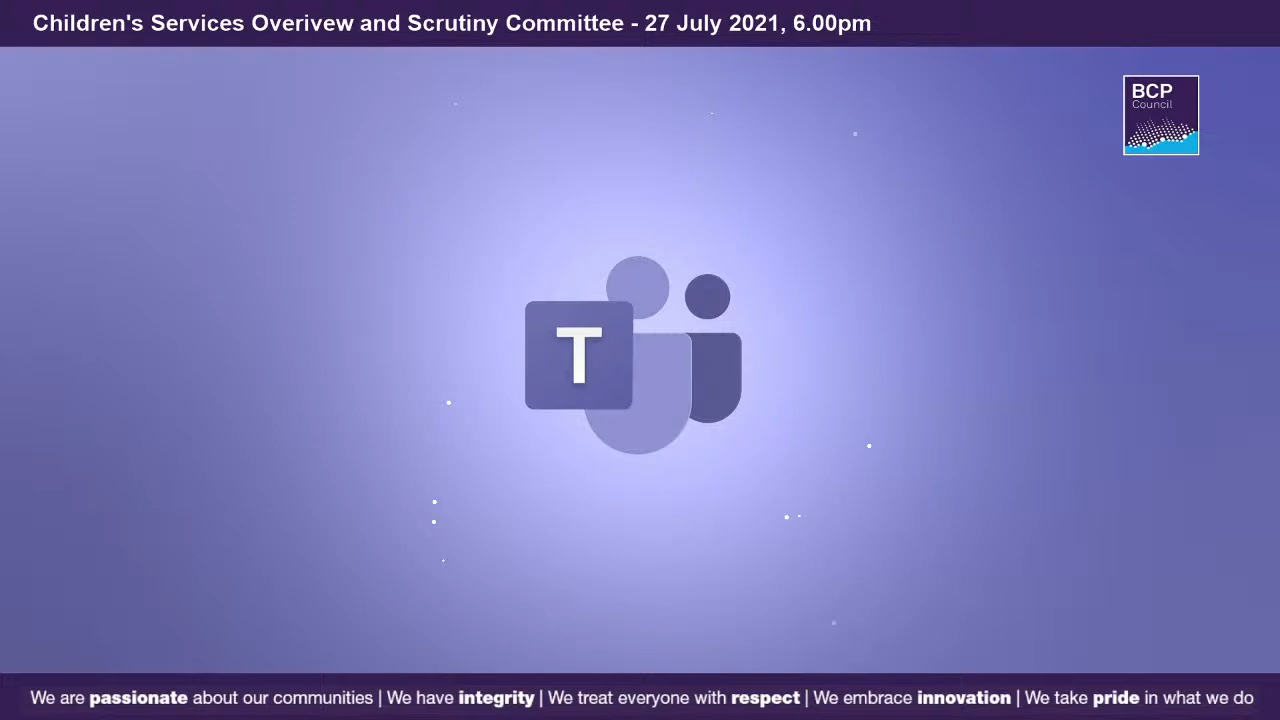 Children's Services Overivew and Scrutiny Committee - 27 July 2021, 6.00pm
BCP
Council
T
We are passionate about our communities | We have integrity | We treat everyone with respect | We embrace innovation | We take pride in what we do